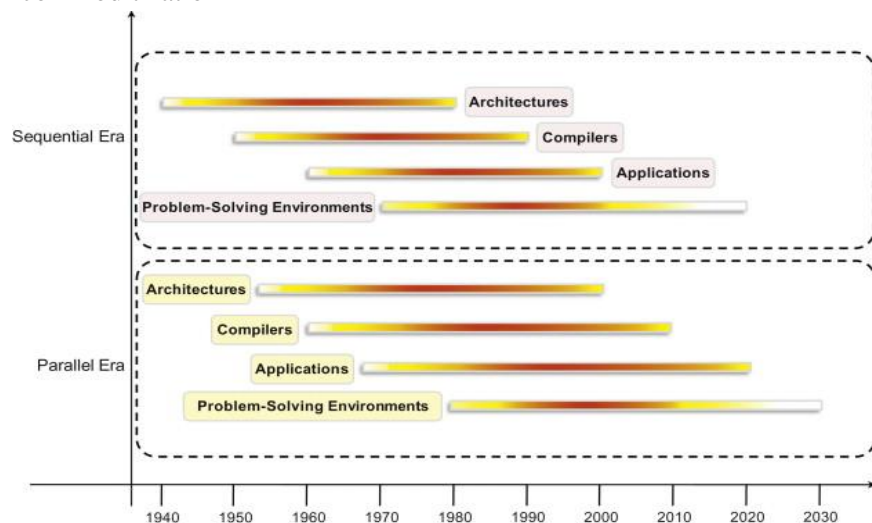 Sequential Era
Architectures
Compilers
Applications
Problem-Solving Environments
Parallel Era
Architectures
Compilers
Applications
Problem-Solving Environments
1940 1950 1960 1970 1980 1990 2000 2010 2020 2030